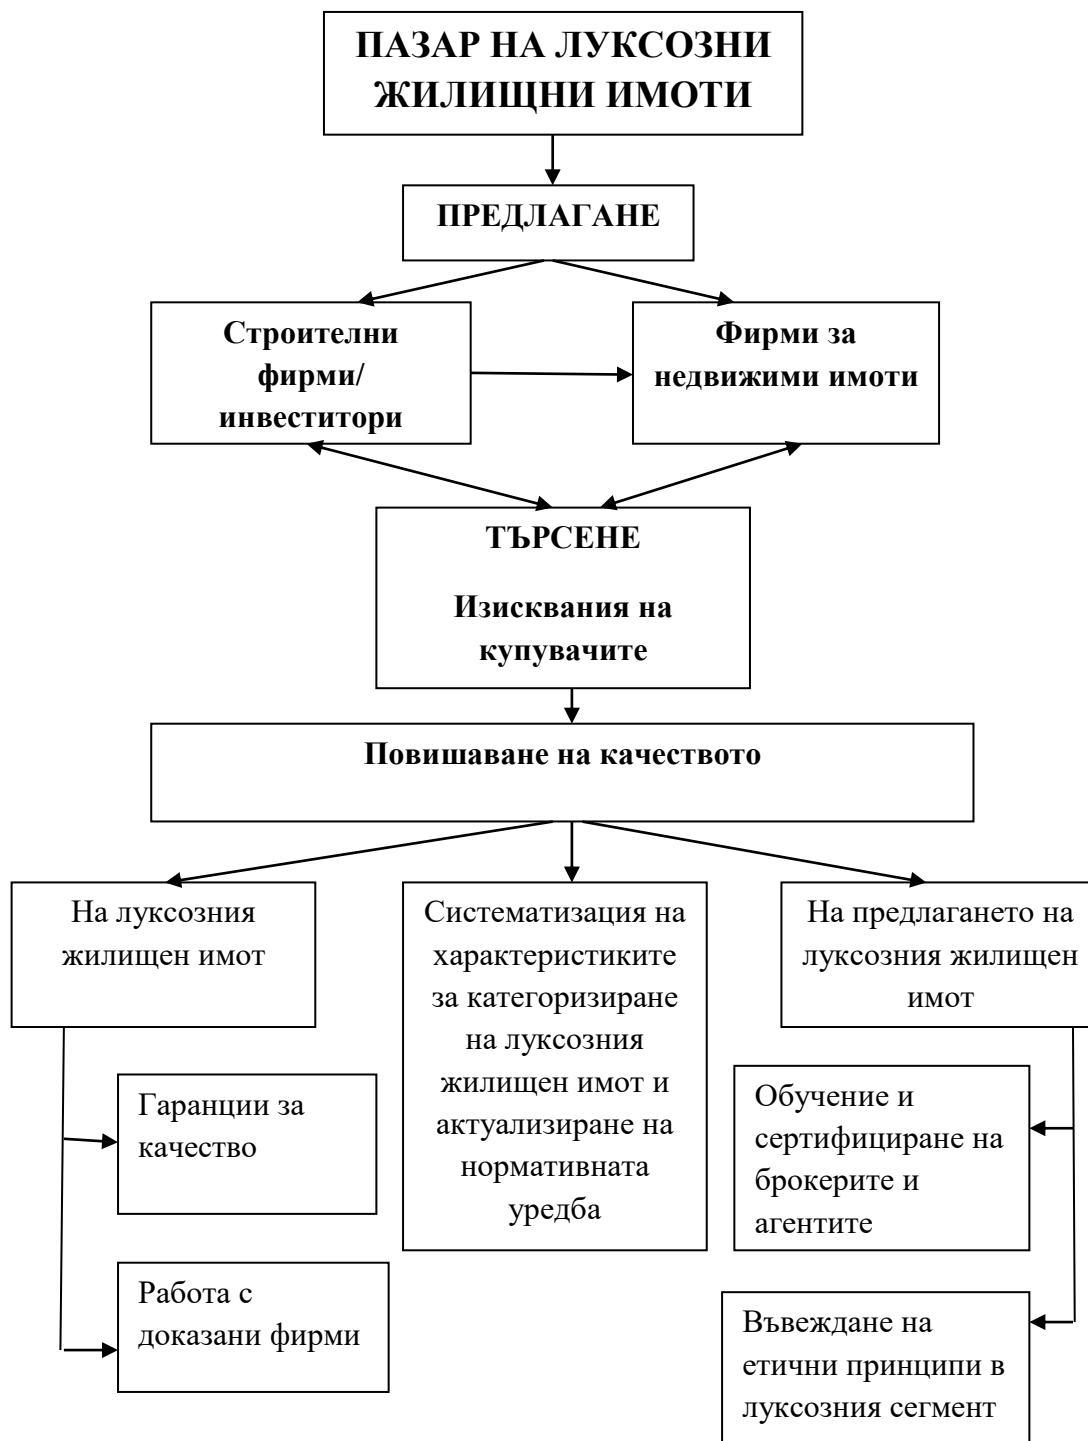 ПАЗАР НА ЛУКСОЗНИ
ЖИЛИЩНИ ИМОТИ
ПРЕДЛАГАНЕ
Строителни
фирми/
инвеститори
Фирми за
недвижими имоти
ТЪРСЕНЕ
Изисквания на
купувачите
Повишаване на качеството
На луксозния
жилищен имот
Систематизация на
характеристиките
за категоризиране
на луксозния
жилищен имот и
актуализиране на
нормативната
уредба
На предлагането на
луксозния жилищен
имот
Гаранции за
качество
Обучение и
сертифициране на
брокерите и
агентите
Работа с
доказани фирми
Въвеждане на
етични принципи в
луксозния сегмент